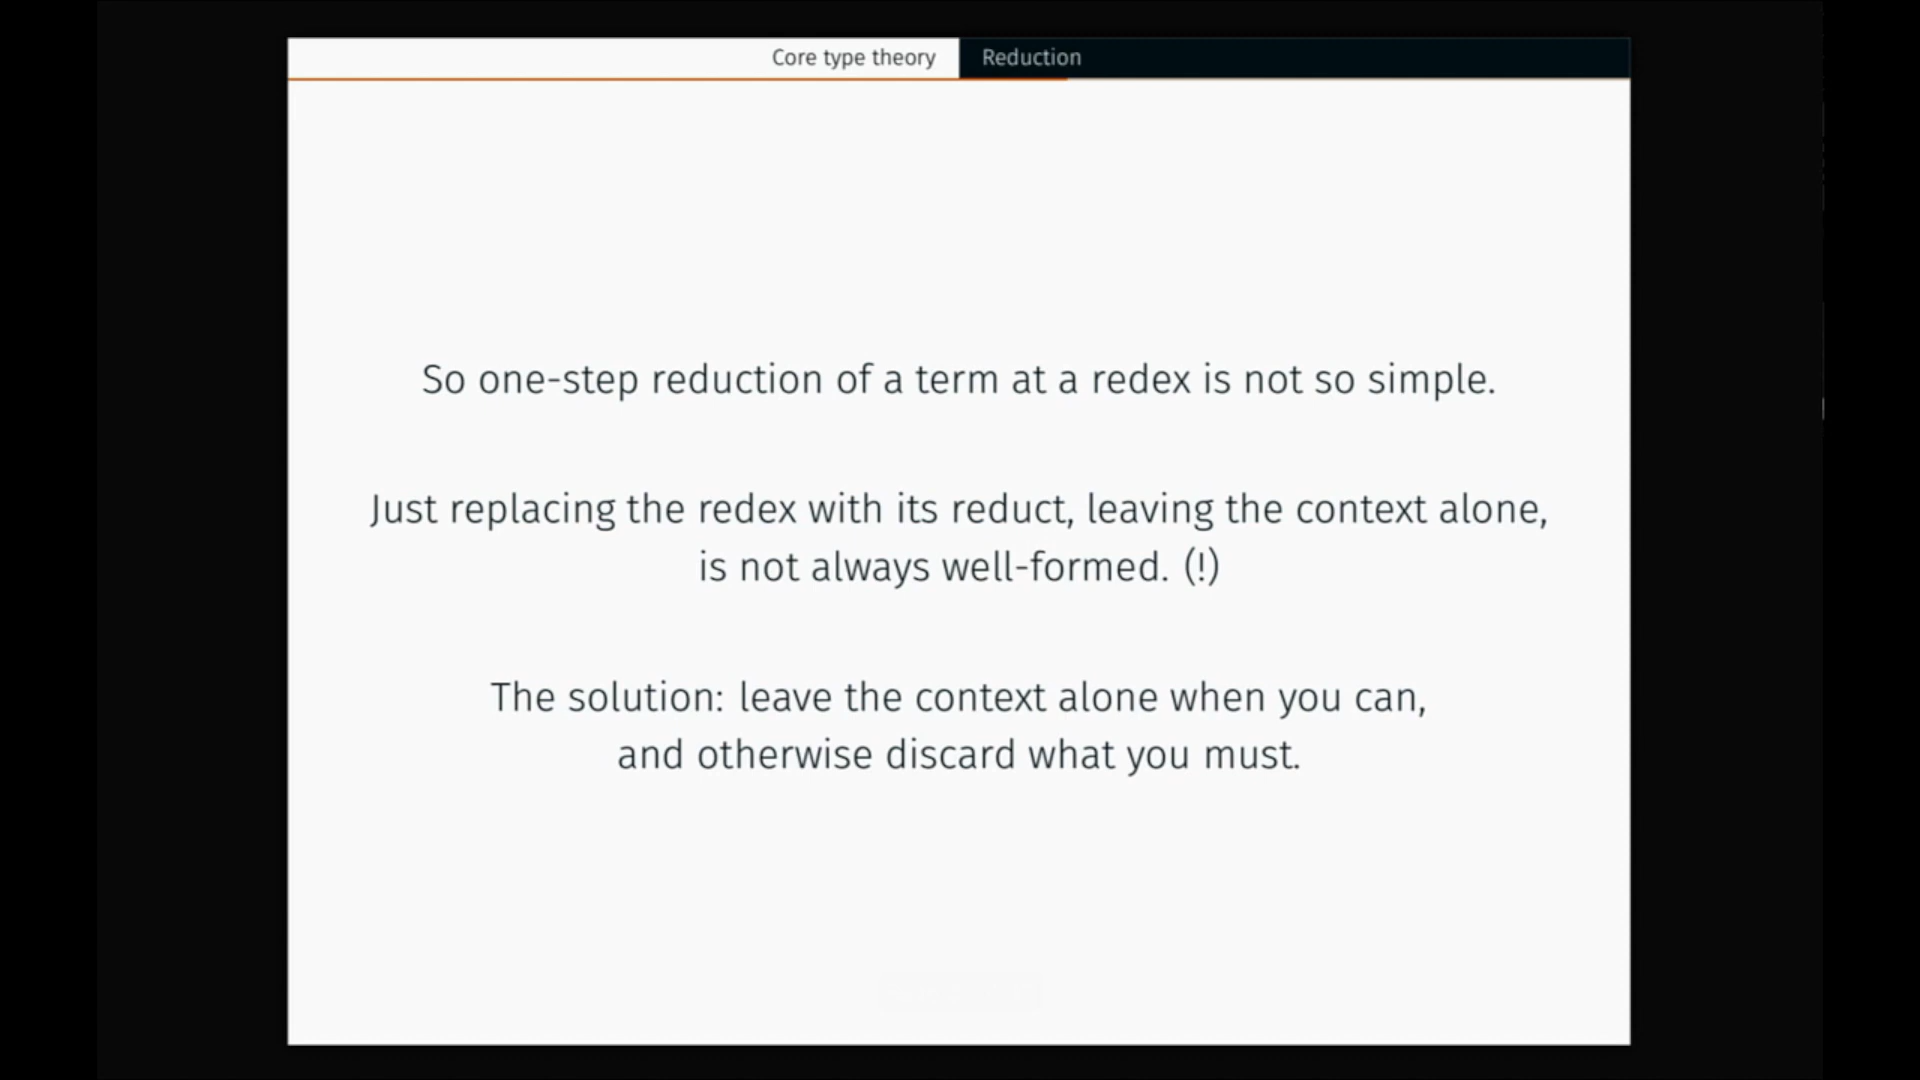 Core type theory
Reduction
So one-step reduction of a term at a redex is not so simple.
Just replacing the redex with its reduct, leaving the context alone,
is not always well-formed. (!)
The solution: leave the context alone when you can,
and otherwise discard what you must.